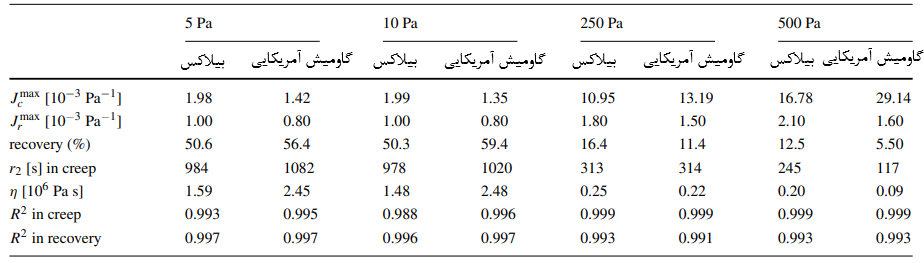 5 Pa 10 Pa 250 Pa 500 Pa
بیلاکس گاومیش آمریکایی بیلاکس گاومیش آمریکایی بیلاکس گاومیش آمریکایی بیلاکس گاومیش آمریکایی
J_c^max [10⁻³ Pa⁻¹] 1.98 1.42 1.99 1.35 10.95 13.19 16.78 29.14
J_r^max [10⁻³ Pa⁻¹] 1.00 0.80 1.00 0.80 1.80 1.50 2.10 1.60
recovery (%) 50.6 56.4 50.3 59.4 16.4 11.4 12.5 5.50
r₂ [s] in creep 984 1082 978 1020 313 314 245 117
η [10⁶ Pa s] 1.59 2.45 1.48 2.48 0.25 0.22 0.20 0.09
R² in creep 0.993 0.995 0.988 0.996 0.999 0.999 0.999 0.999
R² in recovery 0.997 0.997 0.996 0.997 0.993 0.991 0.993 0.993